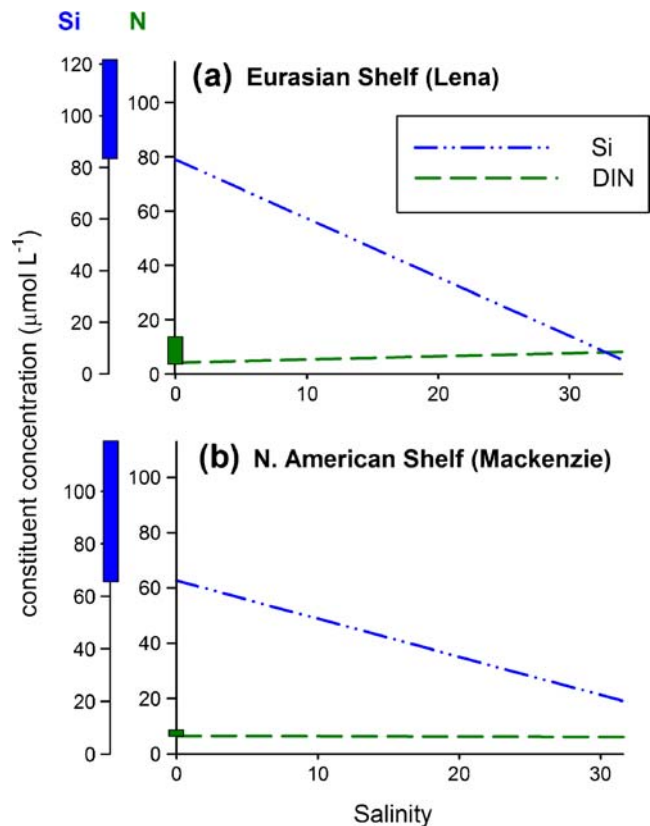 Si N
(a) Eurasian Shelf (Lena)
Si
DIN
120
100
80
60
40
20
0
100
80
60
40
20
0
0 10 20 30
constituent concentration (μmol L⁻¹)
(b) N. American Shelf (Mackenzie)
100
80
60
40
20
0
100
80
60
40
20
0
0 10 20 30
Salinity